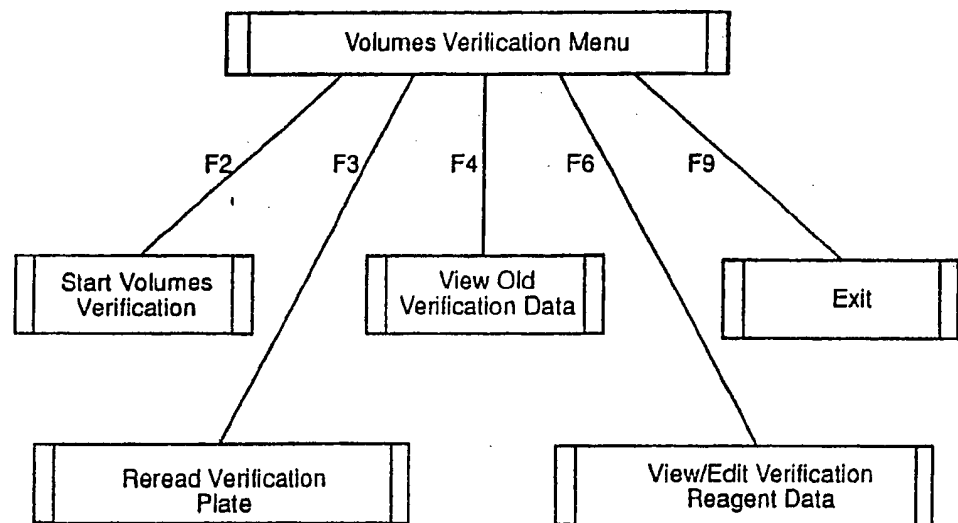 Volumes Verification Menu
F2
F3
F4
F6
F9
Start Volumes
Verification
View Old
Verification Data
Exit
Reread Verification
Plate
View/Edit Verification
Reagent Data